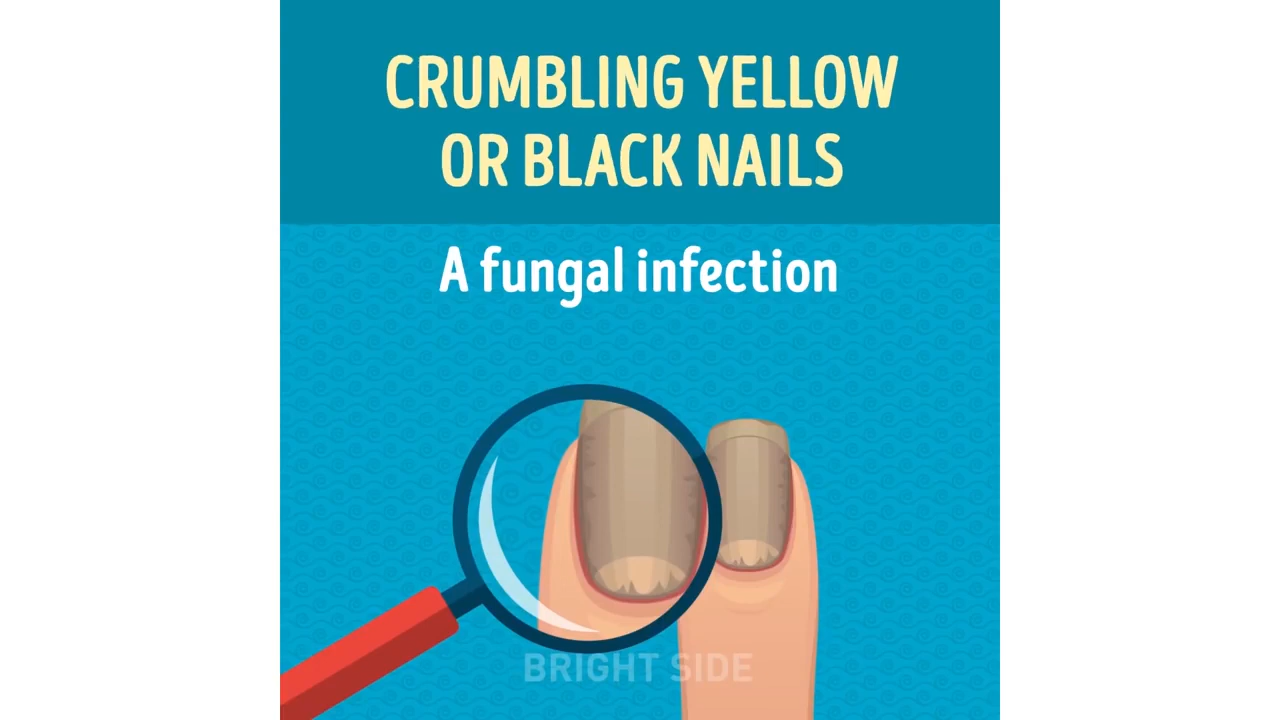 CRUMBLING YELLOW
OR BLACK NAILS
A fungal infection
BRIGHT SIDE